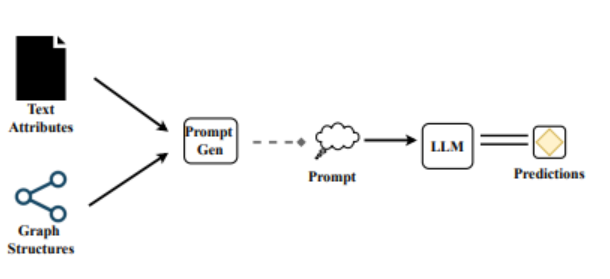 Text
Attributes
Prompt
Gen
Prompt
LLM
Predictions
Graph
Structures